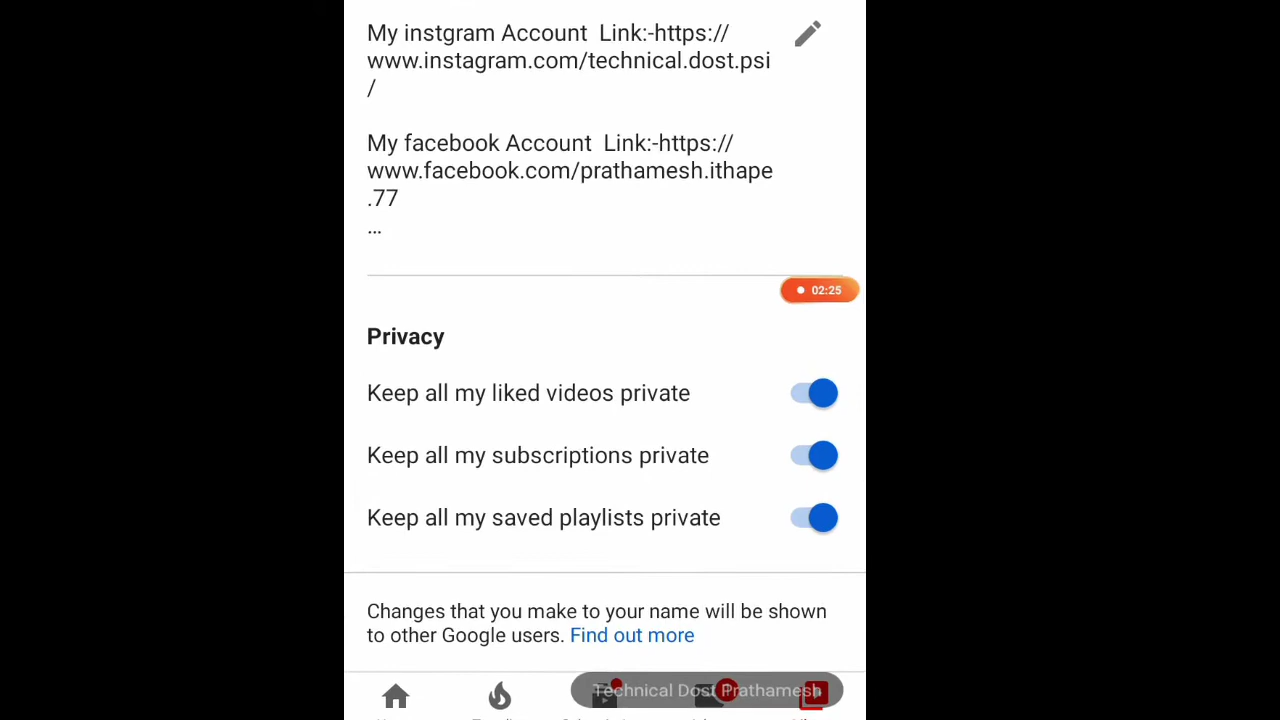 My instgram Account  Link:-https://
www.instagram.com/technical.dost.psi
/
My facebook Account  Link:-https://
www.facebook.com/prathamesh.ithape
.77
...
02:25
Privacy
Keep all my liked videos private
Keep all my subscriptions private
Keep all my saved playlists private
Changes that you make to your name will be shown
to other Google users. Find out more
Technical Dost Prathamesh